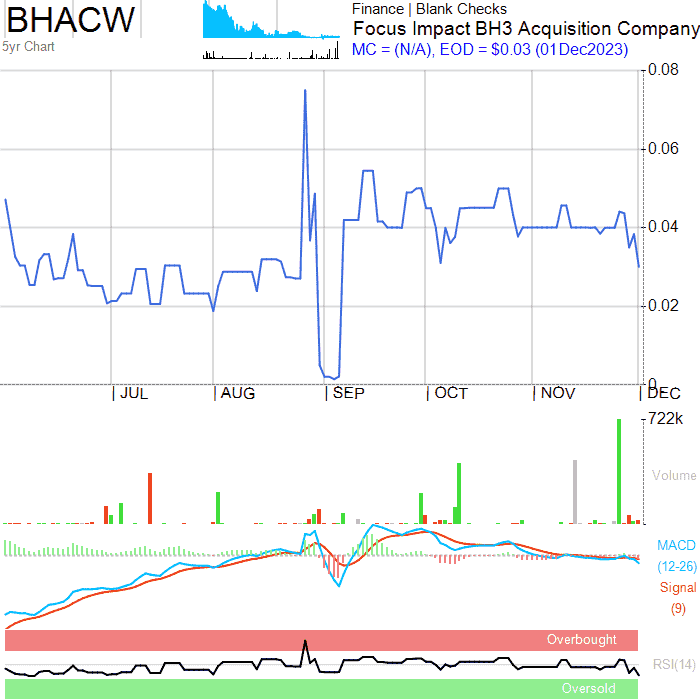 BHACW
5yr Chart
Finance | Blank Checks
Focus Impact BH3 Acquisition Company
MC = (N/A), EOD = $0.03 (01Dec2023)
0.08
0.06
0.04
0.02
0
JUL
AUG
SEP
OCT
NOV
DEC
722k
Volume
MACD
(12-26)
Signal
(9)
Overbought
RSI(14)
Oversold